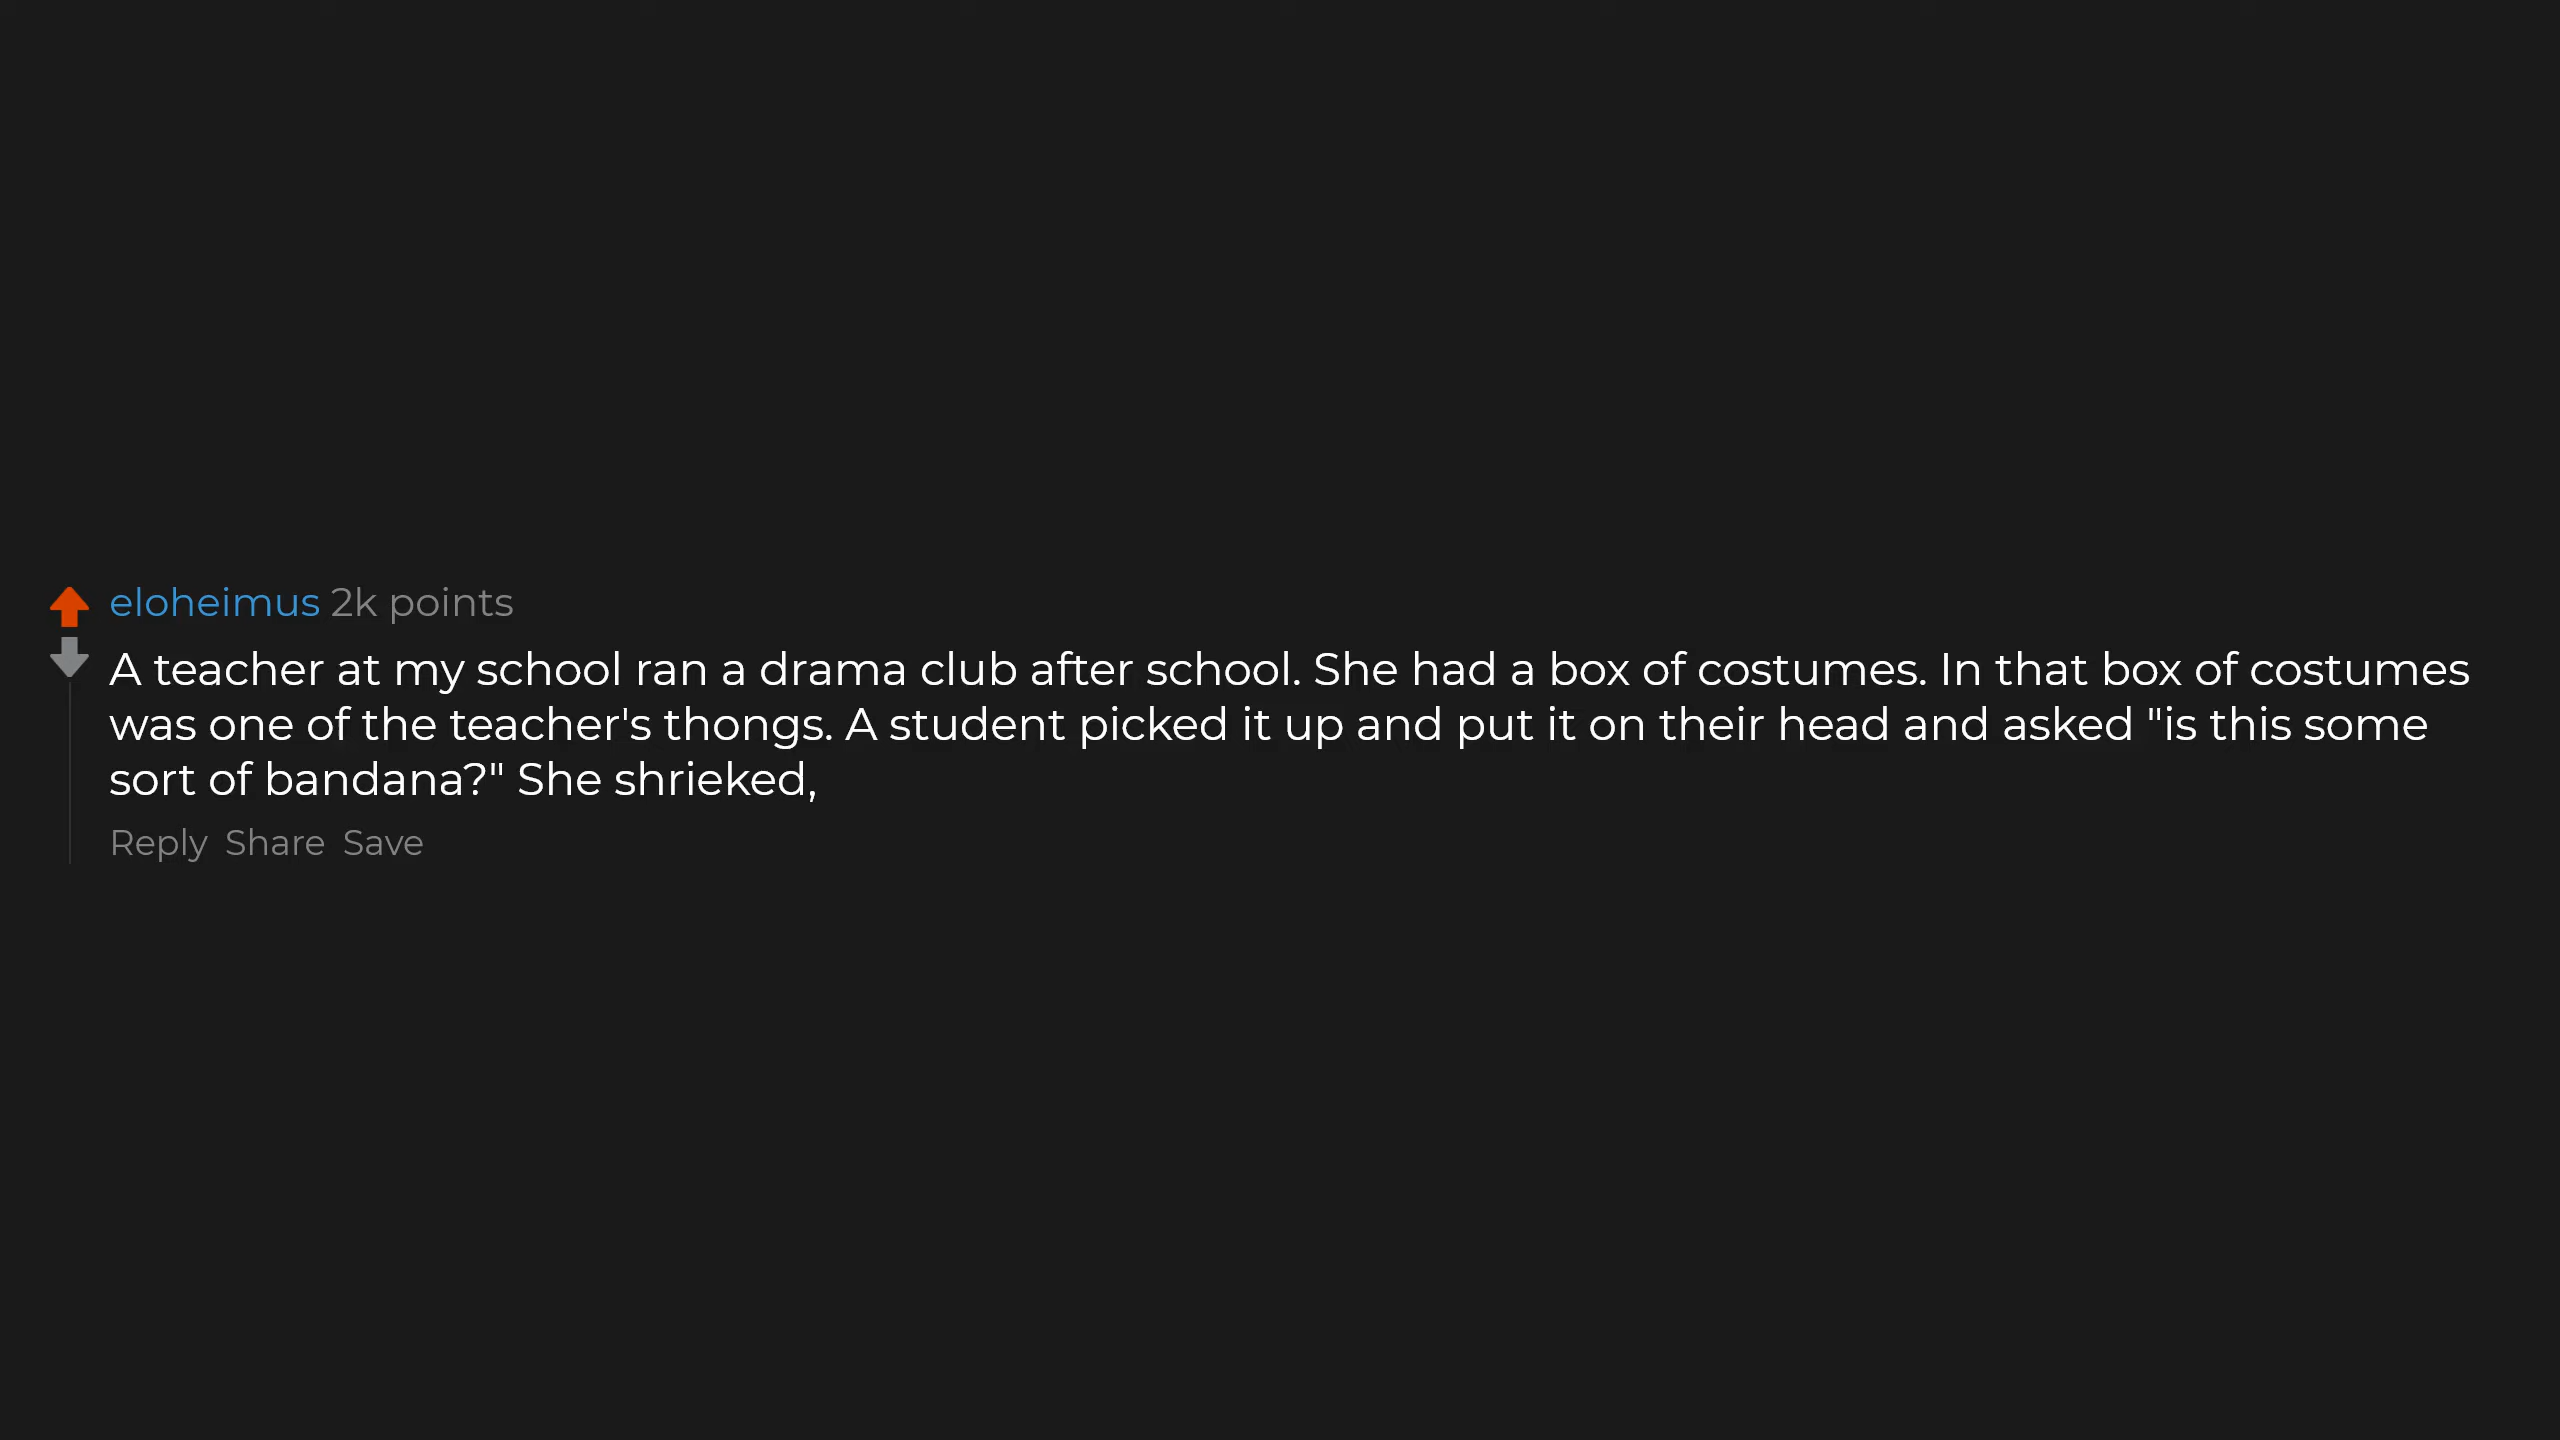 eloheimus 2k points
A teacher at my school ran a drama club after school. She had a box of costumes. In that box of costumes
was one of the teacher's thongs. A student picked it up and put it on their head and asked "is this some
sort of bandana?" She shrieked,
Reply Share Save